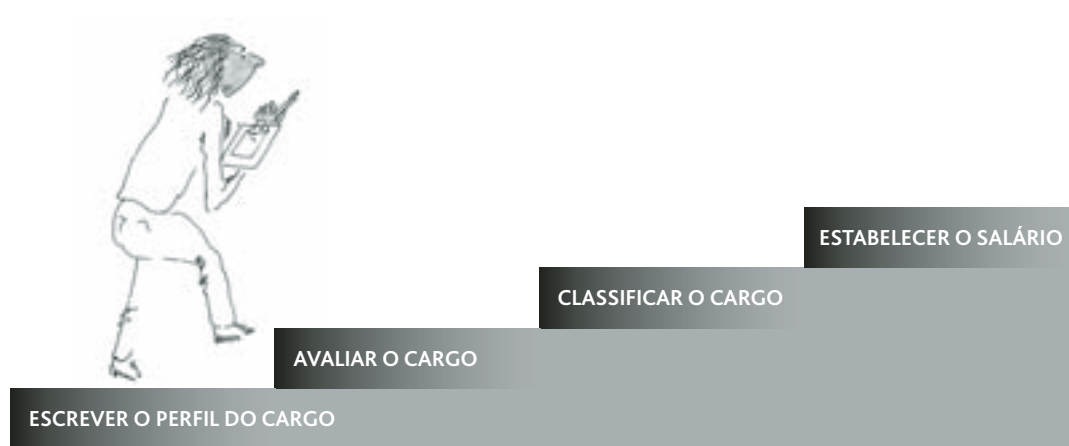 ESTABELECER O SALÁRIO
CLASSIFICAR O CARGO
AVALIAR O CARGO
ESCREVER O PERFIL DO CARGO